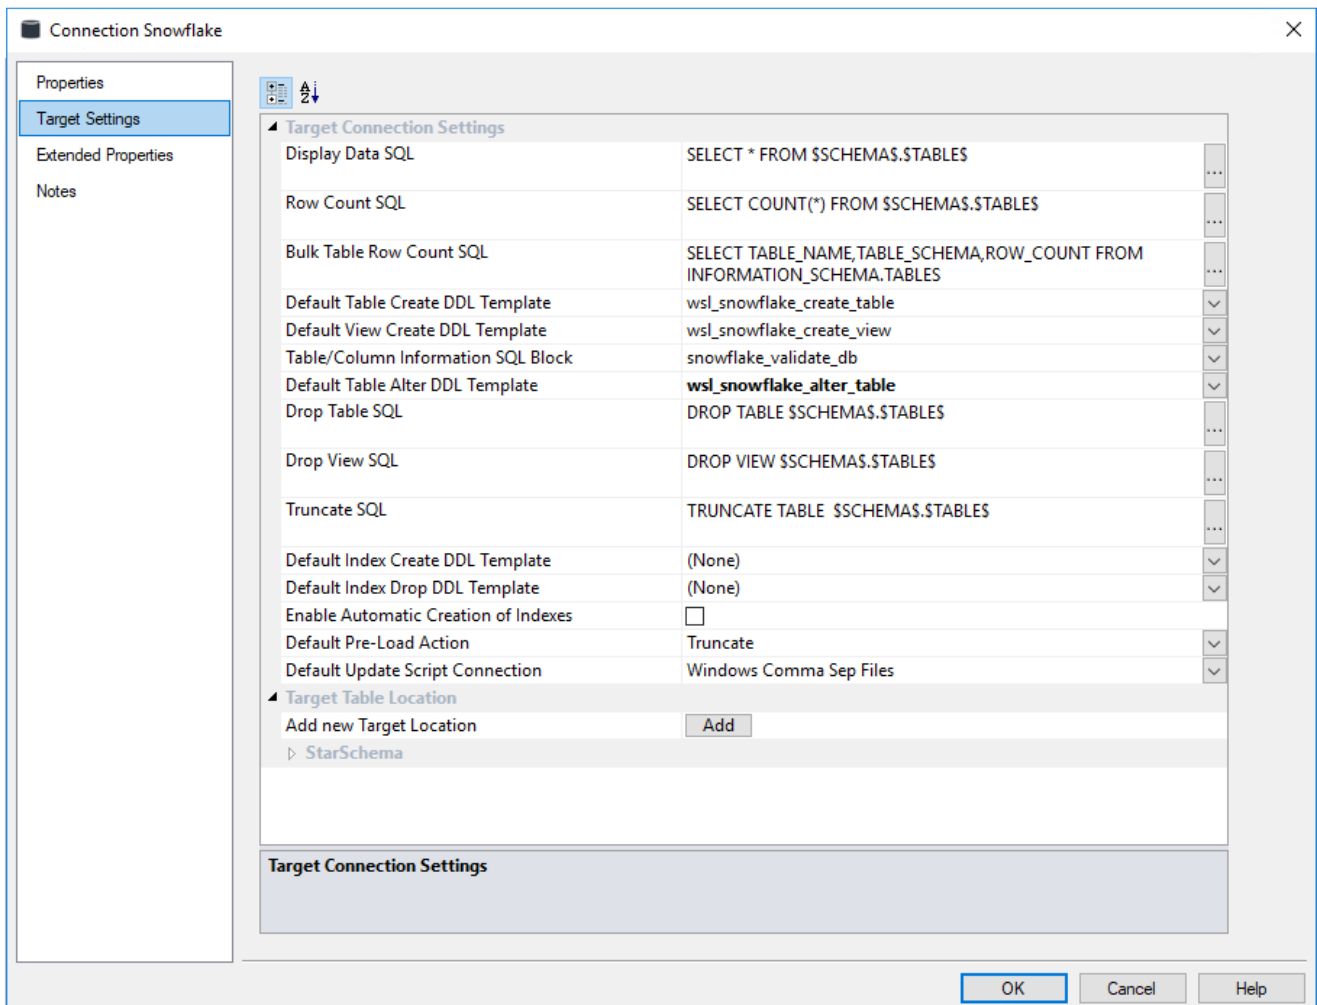 Connection Snowflake
Properties
Target Settings
Extended Properties
Notes
Target Connection Settings
Display Data SQL SELECT * FROM $SCHEMA$.$TABLE$
...
Row Count SQL SELECT COUNT(*) FROM $SCHEMA$.$TABLE$
...
Bulk Table Row Count SQL SELECT TABLE_NAME,TABLE_SCHEMA,ROW_COUNT FROM
INFORMATION_SCHEMA.TABLES
...
Default Table Create DDL Template wsl_snowflake_create_table
Default View Create DDL Template wsl_snowflake_create_view
Table/Column Information SQL Block snowflake_validate_db
Default Table Alter DDL Template wsl_snowflake_alter_table
Drop Table SQL DROP TABLE $SCHEMA$.$TABLE$
...
Drop View SQL DROP VIEW $SCHEMA$.$TABLE$
...
Truncate SQL TRUNCATE TABLE  $SCHEMA$.$TABLE$
...
Default Index Create DDL Template (None)
Default Index Drop DDL Template (None)
Enable Automatic Creation of Indexes
Default Pre-Load Action Truncate
Default Update Script Connection Windows Comma Sep Files
Target Table Location
Add new Target Location Add
StarSchema
Target Connection Settings
OK Cancel Help